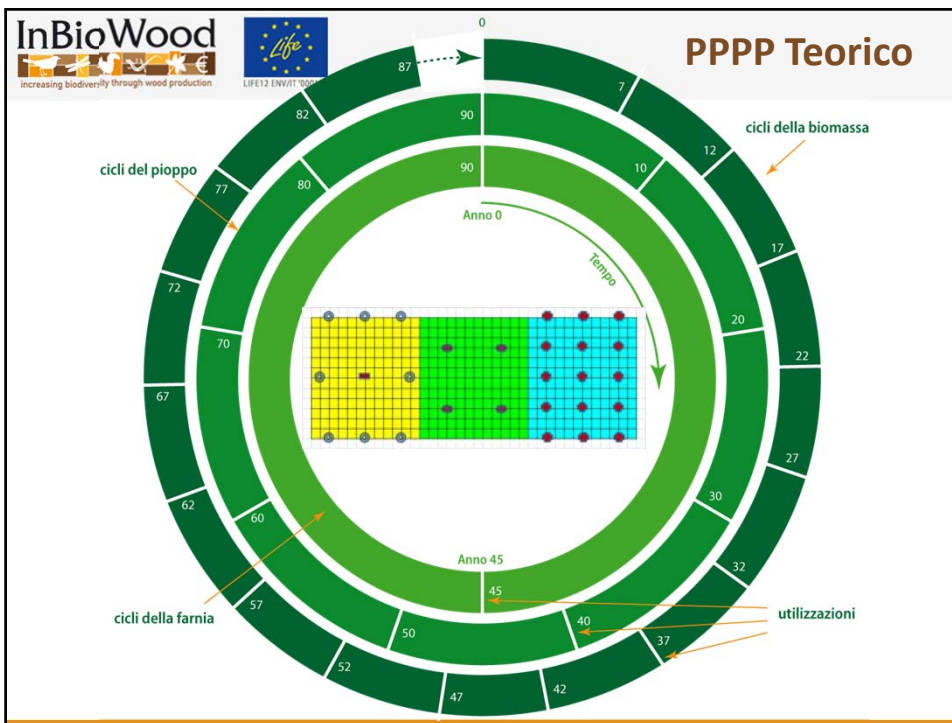 InBioWood
increasing biodiversity through wood production
Life
LIFE12 ENV/IT
PPPP Teorico
0
cicli della biomassa
cicli del pioppo
7
12
17
22
27
32
37
42
47
52
57
62
67
72
77
82
87
10
20
30
40
50
60
70
80
90
90
Anno 0
Tempo
Anno 45
45
cicli della farnia
utilizzazioni